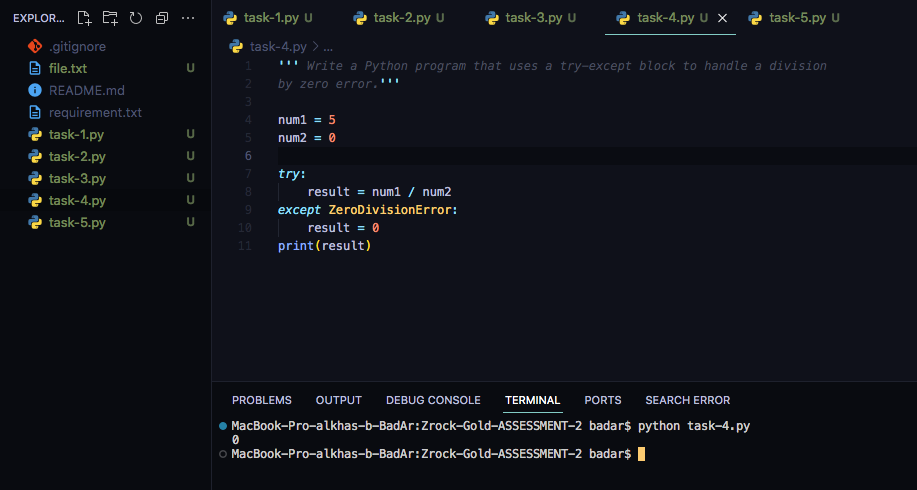 EXPLOR...
.gitignore
file.txt U
README.md
requirement.txt
task-1.py U
task-2.py U
task-3.py U
task-4.py U
task-5.py U
task-1.py U task-2.py U task-3.py U task-4.py U task-5.py U
task-4.py > ...
1 ''' Write a Python program that uses a try-except block to handle a division
2 by zero error.'''
3
4 num1 = 5
5 num2 = 0
6
7 try:
8     result = num1 / num2
9 except ZeroDivisionError:
10     result = 0
11 print(result)
PROBLEMS OUTPUT DEBUG CONSOLE TERMINAL PORTS SEARCH ERROR
MacBook-Pro-alkhas-b-BadAr:Zrock-Gold-ASSESSMENT-2 badar$ python task-4.py
0
MacBook-Pro-alkhas-b-BadAr:Zrock-Gold-ASSESSMENT-2 badar$